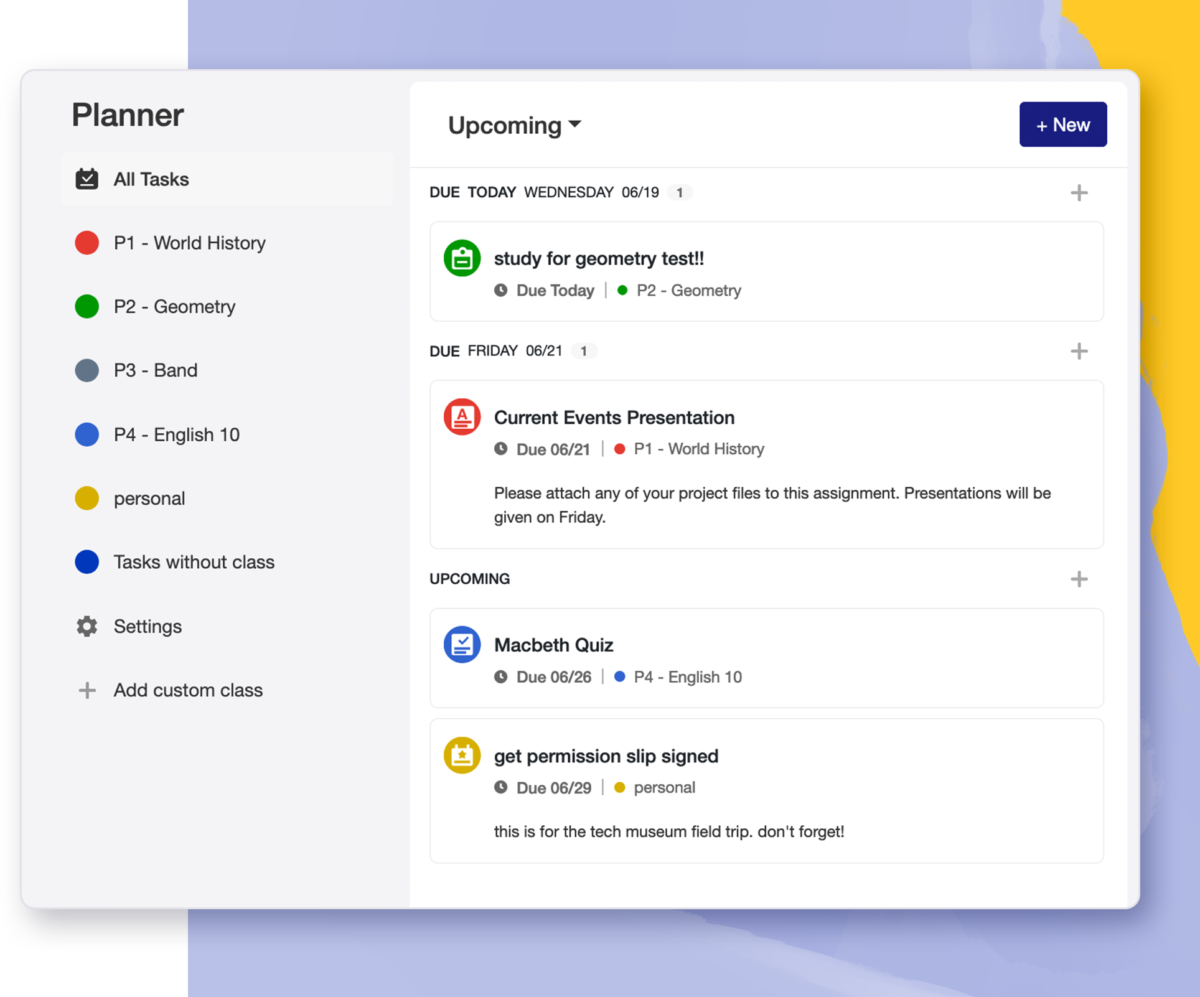 Planner
All Tasks
P1 - World History
P2 - Geometry
P3 - Band
P4 - English 10
personal
Tasks without class
Settings
+ Add custom class
Upcoming
+ New
DUE TODAY WEDNESDAY 06/19 1
study for geometry test!!
Due Today | P2 - Geometry
DUE FRIDAY 06/21 1
A
Current Events Presentation
Due 06/21 | P1 - World History
Please attach any of your project files to this assignment. Presentations will be
given on Friday.
UPCOMING
Macbeth Quiz
Due 06/26 | P4 - English 10
get permission slip signed
Due 06/29 | personal
this is for the tech museum field trip. don't forget!